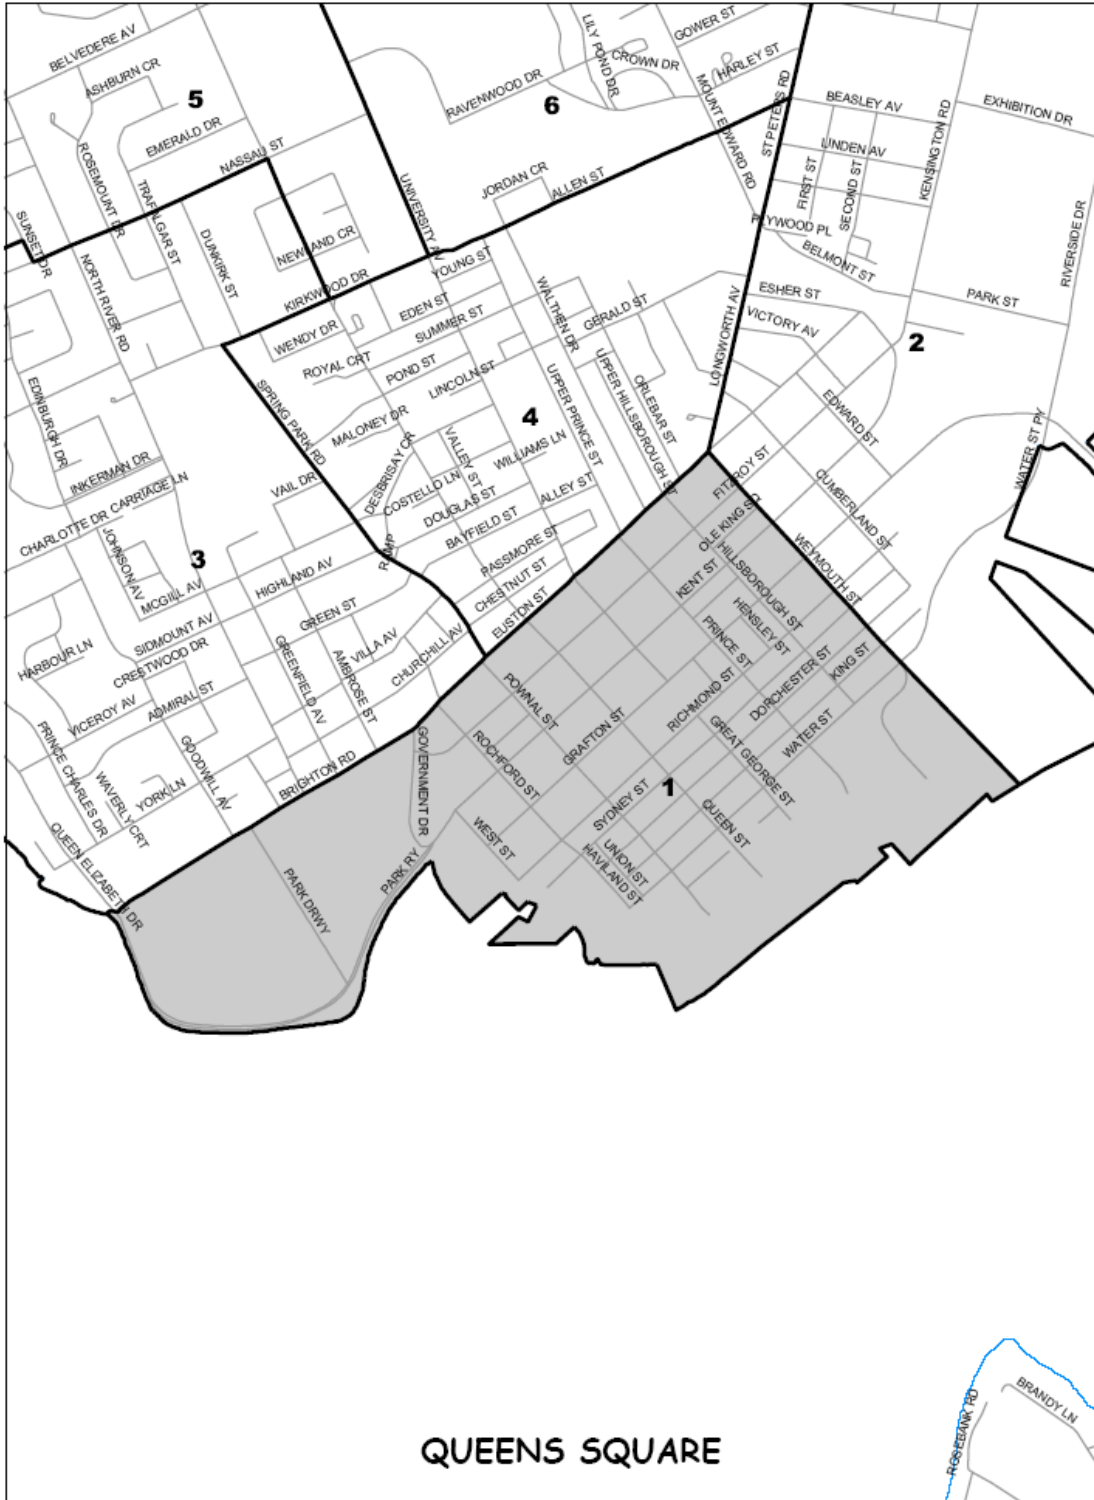 BELVEDERE AV
ASHBURN CR
5
EMERALD DR
NASSAU ST
ROSEMOUNT DR
TRAFALGAR ST
SUNSET DR
NORTH RIVER RD
DUNKIRK ST
NEWLAND CR
KIRKWOOD DR
LILY POND DR
GOWER ST
CROWN DR
HARLEY ST
RAVENWOOD DR
6
MOUNT EDWARD RD
ST PETERS RD
UNIVERSITY AV
JORDAN CR
ALLEN ST
BEASLEY AV
KENSINGTON RD
EXHIBITION DR
LINDEN AV
FIRST ST
SECOND ST
PLYWOOD PL
BELMONT ST
RIVERSIDE DR
YOUNG ST
EDEN ST
WALTHEN DR
GERALD ST
SUMMER ST
WENDY DR
ROYAL CRT
POND ST
LINCOLN ST
LONGWORTH AV
ESHER ST
VICTORY AV
PARK ST
2
EDINBURGH DR
SPRING PARK RD
MALONEY DR
4
UPPER PRINCE ST
UPPER HILLSBOROUGH ST
ORLEBAR ST
EDWARD ST
INKERMAN DR
VAIL DR
DESBRISAY CR
VALLEY ST
WILLIAMS LN
COSTELLO LN
DOUGLAS ST
ALLEY ST
BAYFIELD ST
FITZROY ST
CUMBERLAND ST
WATER ST PY
CHARLOTTE DR
CARRIAGE LN
JOHNSON AV
3
MCGILL AV
HIGHLAND AV
RAMP
PASSMORE ST
CHESTNUT ST
EUSTON ST
OLE KING SQ
WEYMOUTH ST
KENT ST
HILLSBOROUGH ST
HENSLEY ST
SIDMOUNT AV
GREEN ST
VILLA AV
CHURCHILL AV
CRESTWOOD DR
HARBOUR LN
GREENFIELD AV
AMBROSE ST
PRINCE ST
DORCHESTER ST
KING ST
VICEROY AV
ADMIRAL ST
POWNAL ST
RICHMOND ST
GRAFTON ST
GREAT GEORGE ST
WATER ST
PRINCE CHARLES DR
GOODWILL AV
WAVERLY CRT
YORK LN
BRIGHTON RD
GOVERNMENT DR
ROCHFORD ST
SYDNEY ST
1
QUEEN ST
WEST ST
UNION ST
HAVILAND ST
QUEEN ELIZABETH DR
PARK DRWY
PARK RY
ROSEBANK RD
BRANDY LN
QUEENS SQUARE